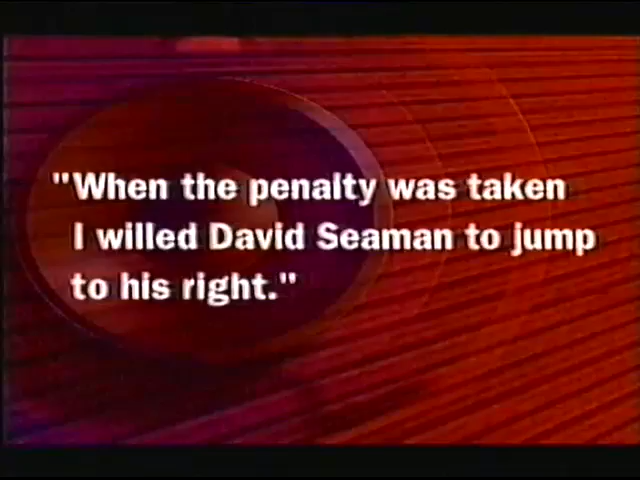 "When the penalty was taken
I willed David Seaman to jump
to his right."